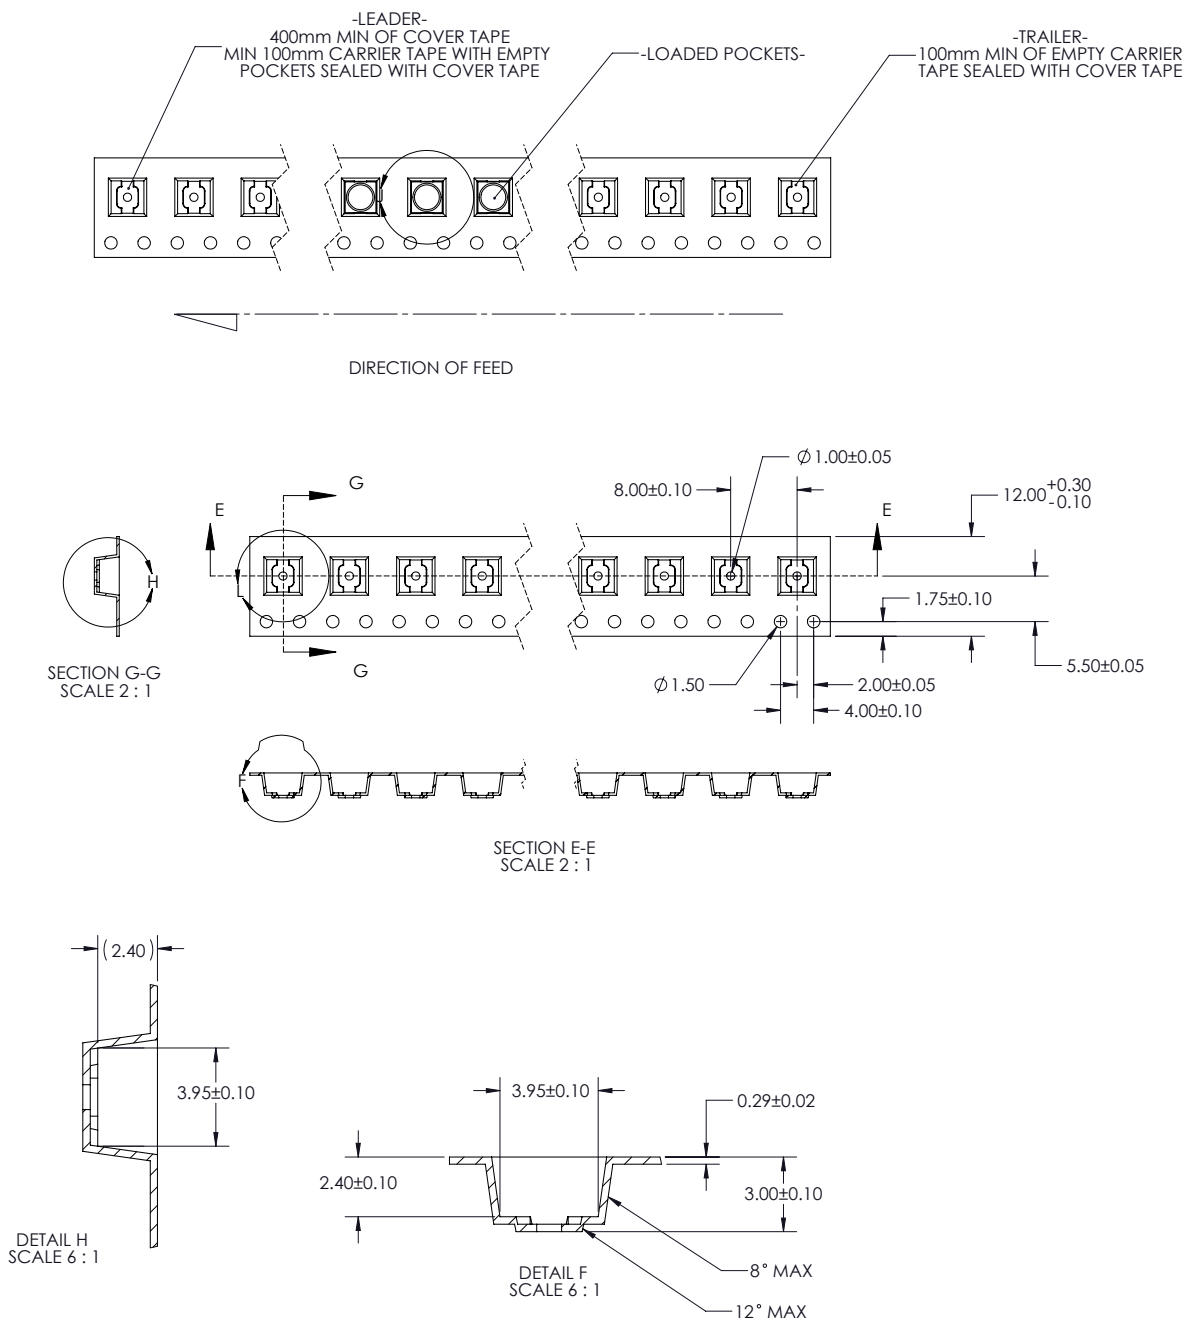 -LEADER-
400mm MIN OF COVER TAPE
MIN 100mm CARRIER TAPE WITH EMPTY
POCKETS SEALED WITH COVER TAPE
-LOADED POCKETS-
-TRAILER-
100mm MIN OF EMPTY CARRIER
TAPE SEALED WITH COVER TAPE
DIRECTION OF FEED
G
E
8.00±0.10
Ø1.00±0.05
E
12.00 +0.30
-0.10
H
L
1.75±0.10
SECTION G-G
SCALE 2 : 1
G
Ø1.50
2.00±0.05
4.00±0.10
5.50±0.05
F
SECTION E-E
SCALE 2 : 1
(2.40)
3.95±0.10
DETAIL H
SCALE 6 : 1
3.95±0.10
0.29±0.02
2.40±0.10
3.00±0.10
DETAIL F
SCALE 6 : 1
8° MAX
12° MAX